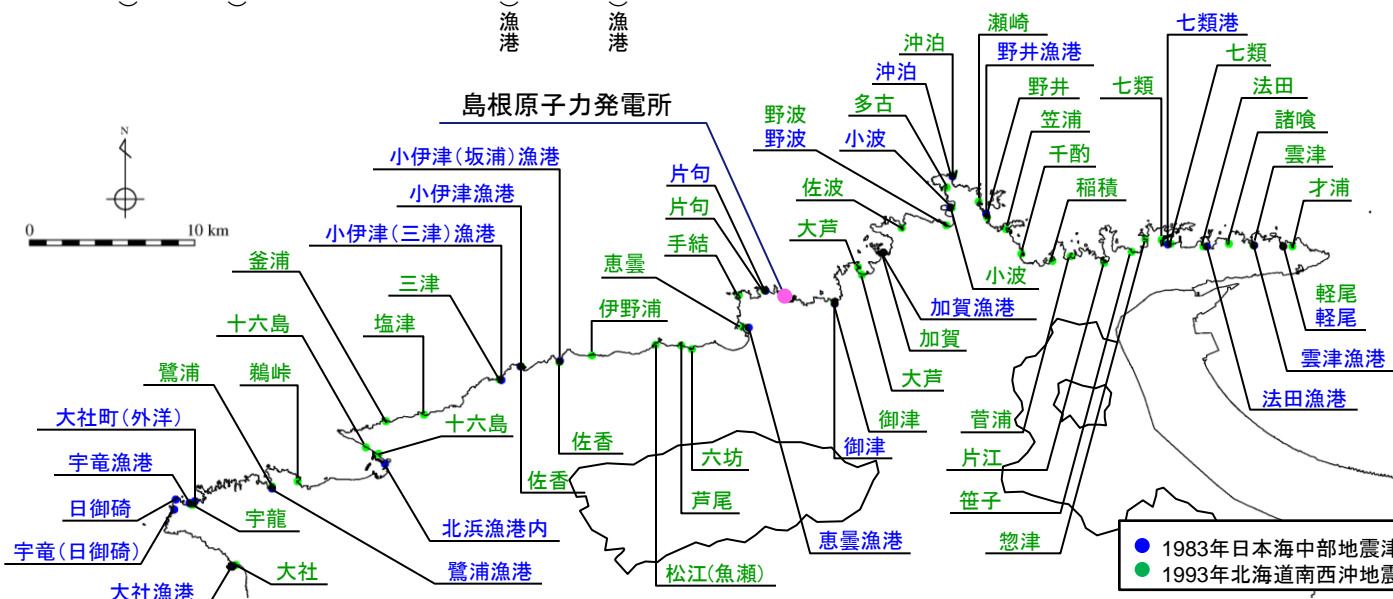 漁港
漁港
瀬崎
七類港
沖泊
野井漁港
七類
沖泊
野井
七類
法田
島根原子力発電所
野波
多古
笠浦
諸喰
野波
小波
千酌
雲津
N
小伊津(坂浦)漁港
片句
佐波
稲積
才浦
小伊津漁港
片句
大芦
0
10 km
小伊津(三津)漁港
手結
釜浦
恵曇
小波
三津
伊野浦
加賀漁港
軽尾
軽尾
十六島
塩津
加賀
雲津漁港
鷺浦
鵜峠
大芦
法田漁港
大社町(外洋)
十六島
佐香
六坊
御津
御津
菅浦
宇竜漁港
片江
佐香
芦尾
笹子
日御碕
宇龍
北浜漁港内
恵曇漁港
惣津
宇竜(日御碕)
大社
鷺浦漁港
松江(魚瀬)
大社漁港
1983年日本海中部地震津
1993年北海道南西沖地震